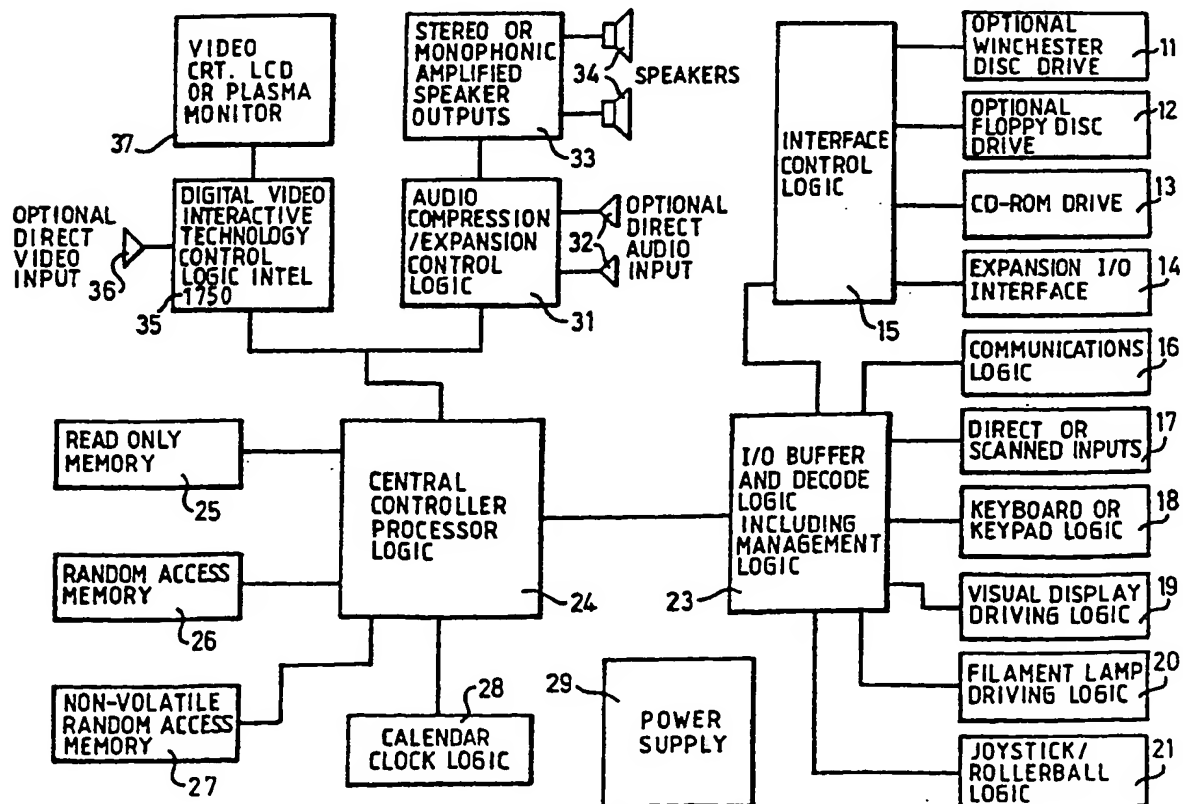 VIDEO
CRT. LCD
OR PLASMA
MONITOR
37
STEREO OR
MONOPHONIC
AMPLIFIED
SPEAKER
OUTPUTS
33
34
SPEAKERS
INTERFACE
CONTROL
LOGIC
15
OPTIONAL
WINCHESTER
DISC DRIVE
11
OPTIONAL
FLOPPY DISC
DRIVE
12
CD-ROM DRIVE
13
EXPANSION I/O
INTERFACE
14
OPTIONAL
DIRECT
VIDEO
INPUT
36
DIGITAL VIDEO
INTERACTIVE
TECHNOLOGY
CONTROL
LOGIC INTEL
1750
35
AUDIO
COMPRESSION
/EXPANSION
CONTROL
LOGIC
31
32
OPTIONAL
DIRECT
AUDIO
INPUT
COMMUNICATIONS
LOGIC
16
DIRECT OR
SCANNED INPUTS
17
KEYBOARD OR
KEYPAD LOGIC
18
VISUAL DISPLAY
DRIVING LOGIC
19
FILAMENT LAMP
DRIVING LOGIC
20
JOYSTICK/
ROLLERBALL
LOGIC
21
READ ONLY
MEMORY
25
RANDOM ACCESS
MEMORY
26
NON-VOLATILE
RANDOM ACCESS
MEMORY
27
CENTRAL
CONTROLLER
PROCESSOR
LOGIC
24
I/O BUFFER
AND DECODE
LOGIC
INCLUDING
MANAGEMENT
LOGIC
23
28
CALENDAR
CLOCK LOGIC
29
POWER
SUPPLY